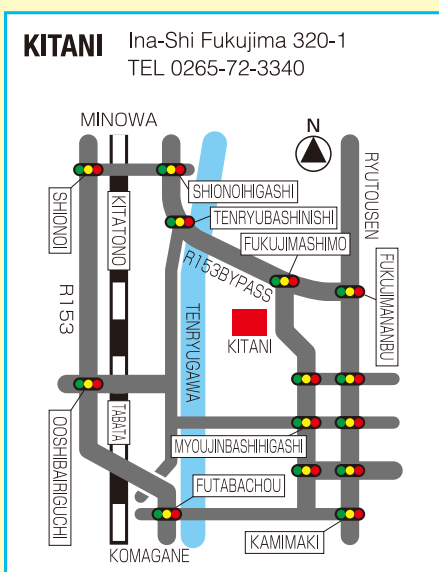 KITANI
Ina-Shi Fukujima 320-1
TEL 0265-72-3340
MINOWA
N
SHIONOI
KITATONO
SHIONOIHIGASHI
TENRYUBASHINISHI
FUKUJIMASHIMO
RYUTOUSEN
R153BYPASS
FUKUJIMANANBU
R153
TENRYUGAWA
KITANI
OOSHIBAIRIGUCHI
TABATA
MYOUJINBASHIHIGASHI
FUTABACHOU
KAMIMAKI
KOMAGANE